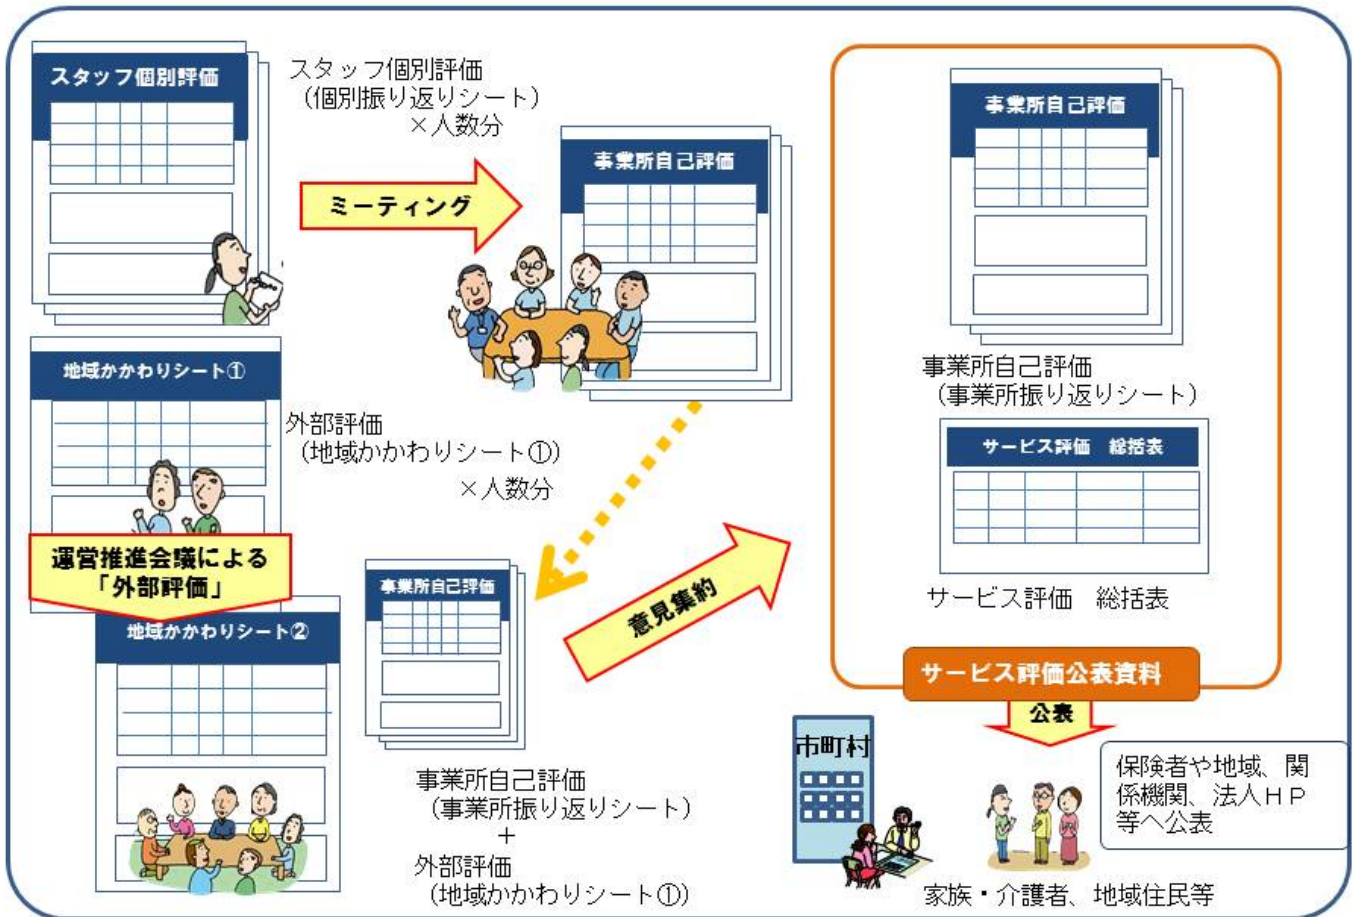 スタッフ個別評価
スタッフ個別評価
（個別振り返りシート）
×人数分
ミーティング
事業所自己評価
地域かかわりシート①
外部評価
（地域かかわりシート①）
×人数分
運営推進会議による
「外部評価」
地域かかわりシート②
事業所自己評価
事業所自己評価
（事業所振り返りシート）
＋
外部評価
（地域かかわりシート①）
意見集約
事業所自己評価
事業所自己評価
（事業所振り返りシート）
サービス評価　総括表
サービス評価　総括表
サービス評価公表資料
公表
市町村
保険者や地域、関
係機関、法人ＨＰ
等へ公表
家族・介護者、地域住民等